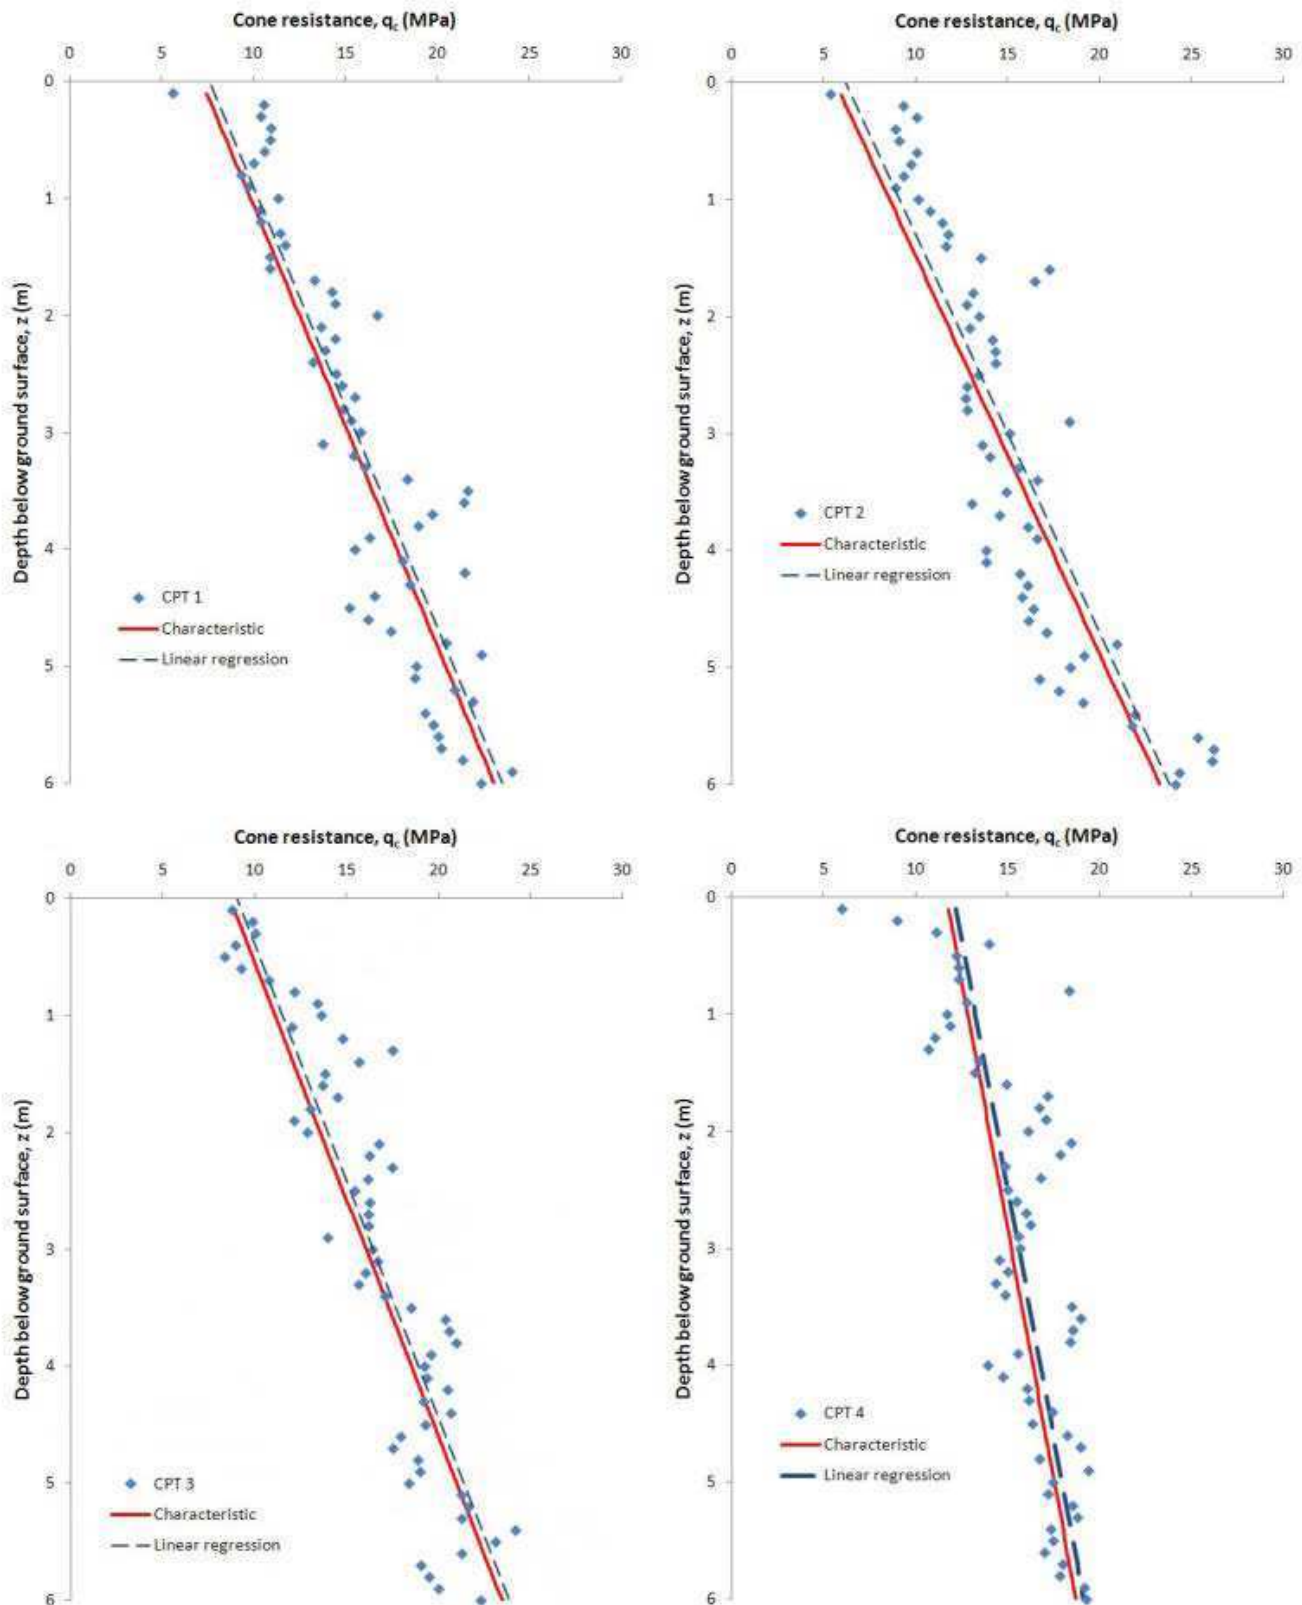 Cone resistance, qc (MPa)
0 5 10 15 20 25 30
0
1
2
3
4
5
6
Depth below ground surface, z (m)
CPT 1
Characteristic
Linear regression
Cone resistance, qc (MPa)
0 5 10 15 20 25 30
0
1
2
3
4
5
6
Depth below ground surface, z (m)
CPT 2
Characteristic
Linear regression
Cone resistance, qc (MPa)
0 5 10 15 20 25 30
0
1
2
3
4
5
6
Depth below ground surface, z (m)
CPT 3
Characteristic
Linear regression
Cone resistance, qc (MPa)
0 5 10 15 20 25 30
0
1
2
3
4
5
6
Depth below ground surface, z (m)
CPT 4
Characteristic
Linear regression